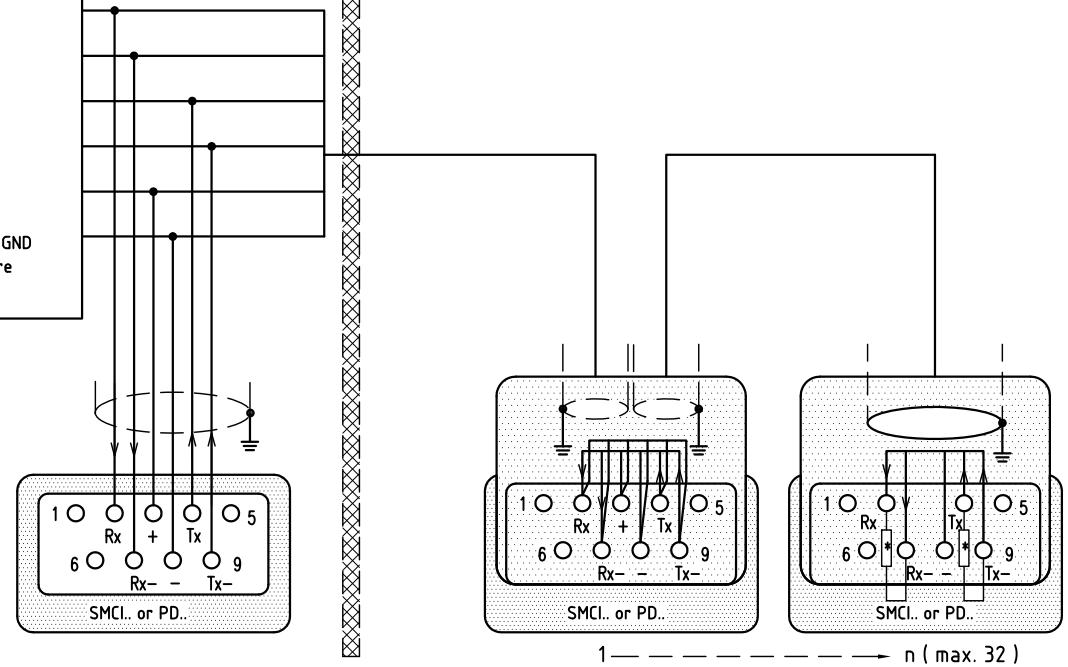 GND
re
1 5
Rx + Tx
6 9
Rx- - Tx-
SMCI.. or PD..
1 5
Rx + Tx
6 9
Rx- - Tx-
SMCI.. or PD..
1 5
Rx Tx
* *
6 9
Rx- - Tx-
SMCI.. or PD..
1 n ( max. 32 )